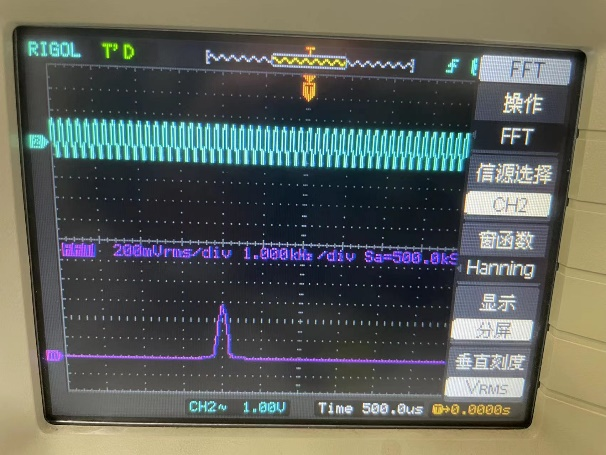 RIGOL T'D
FFT
操作
FFT
信源选择
CH2
窗函数
200mVrms/div 1.000kHz /div Sa=500.0kS
Hanning
显示
分屏
垂直刻度
VRMS
CH2~ 1.00V Time 500.0us T→0.0000s